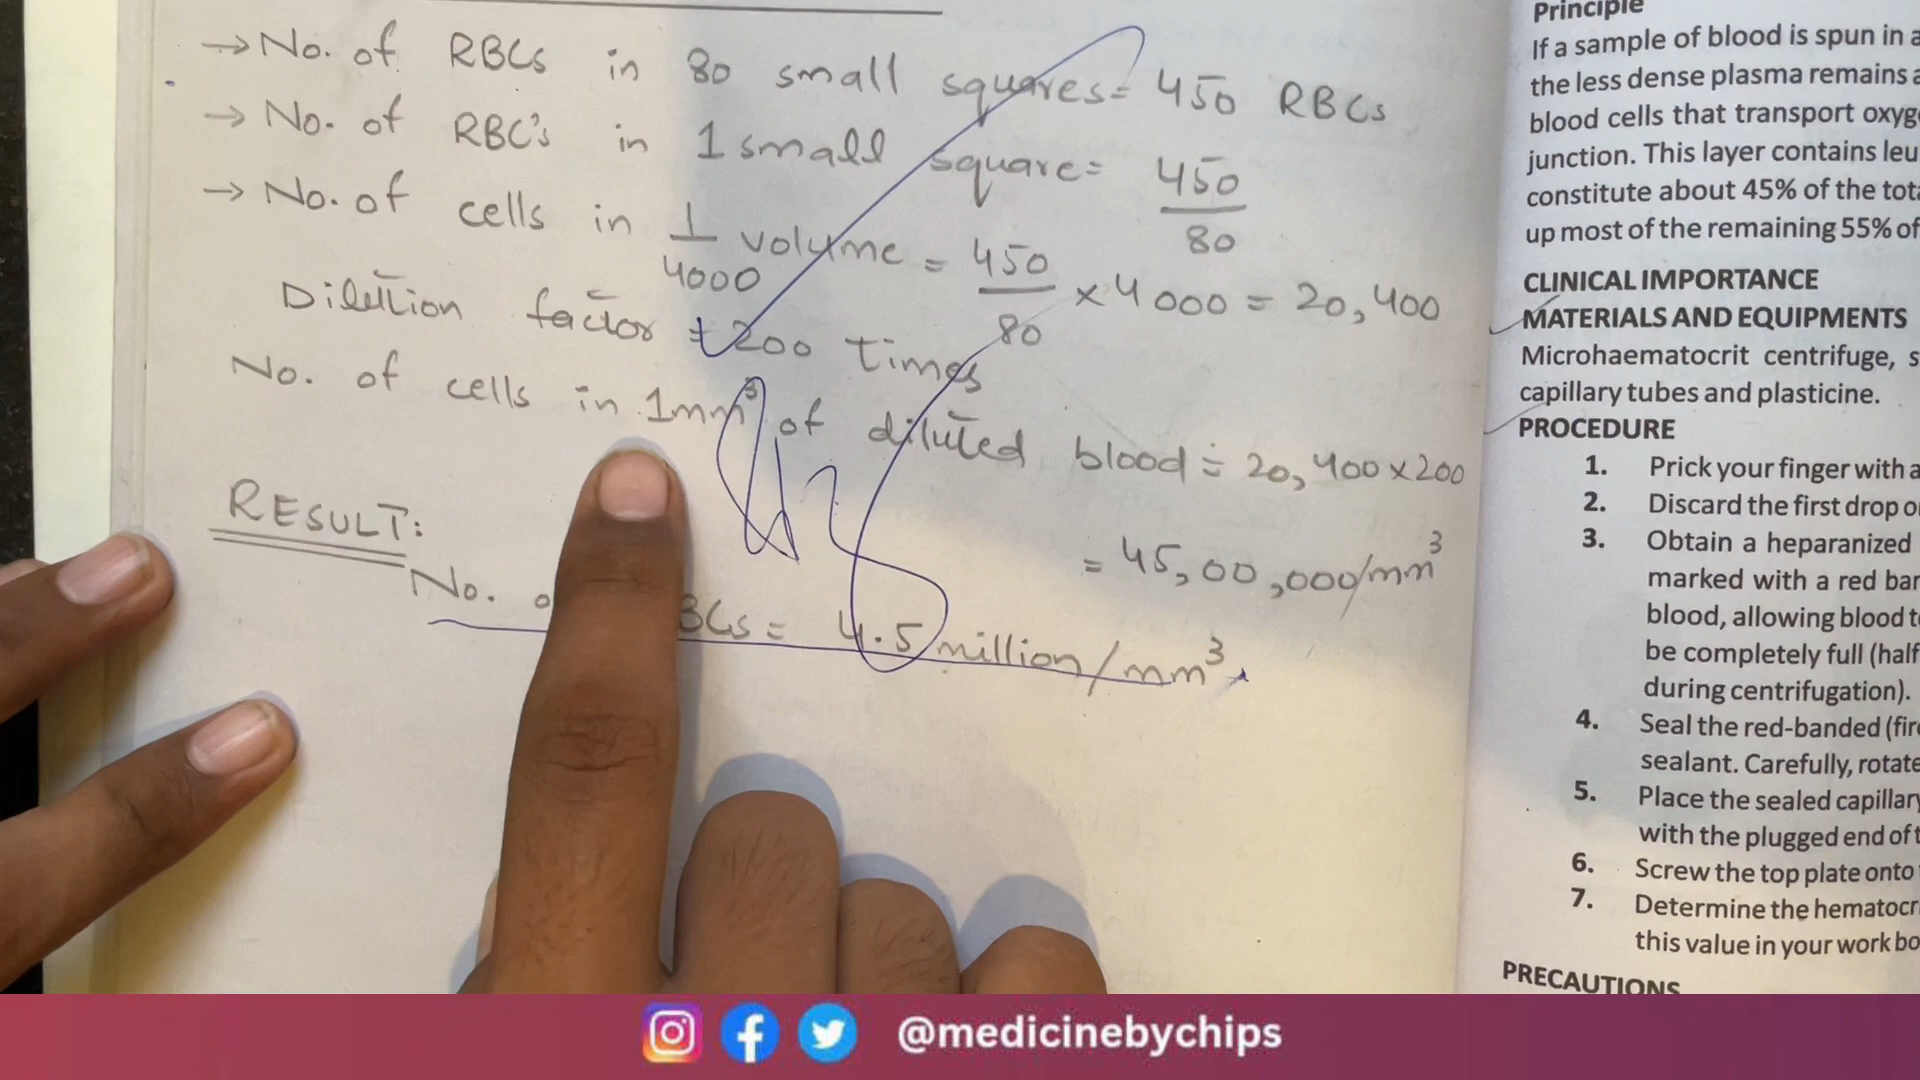 → No. of RBCs in 80 small squares = 450 RBCs
→ No. of RBC's in 1 small square = 450/80
→ No. of cells in 1/4000 volume = 450/80 × 4000 = 20,400
Dilution factor = 200 times
No. of cells in 1mm³ of diluted blood = 20,400 × 200
= 45,00,000/mm³
RESULT:
No. BCs = 4.5 million/mm³
Principle
If a sample of blood is spun in a
the less dense plasma remains a
blood cells that transport oxyg
junction. This layer contains leu
constitute about 45% of the tot
up most of the remaining 55% of
CLINICAL IMPORTANCE
MATERIALS AND EQUIPMENTS
Microhaematocrit centrifuge, s
capillary tubes and plasticine.
PROCEDURE
1. Prick your finger with a
2. Discard the first drop o
3. Obtain a heparanized
marked with a red bar
blood, allowing blood t
be completely full (half
during centrifugation).
4. Seal the red-banded (fir
sealant. Carefully, rotate
5. Place the sealed capillary
with the plugged end of t
6. Screw the top plate onto
7. Determine the hematocr
this value in your work bo
PRECAUTIONS
@medicinebychips